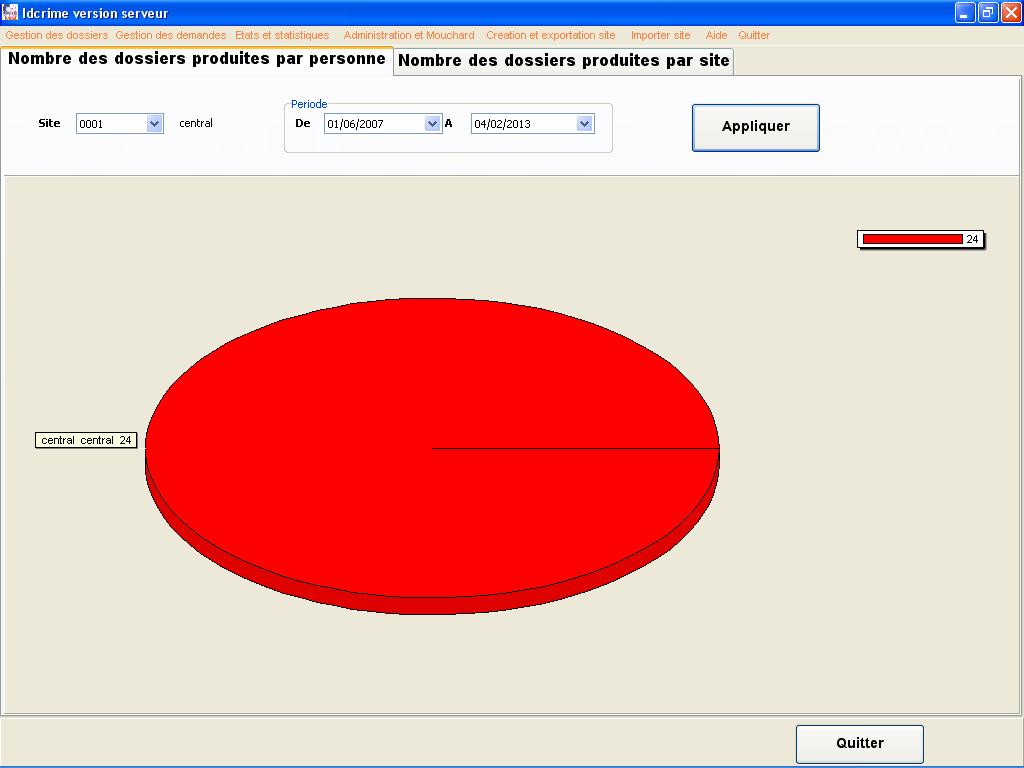 Idcrime version serveur
Gestion des dossiers Gestion des demandes Etats et statistiques Administration et Mouchard Creation et exportation site Importer site Aide Quitter
Nombre des dossiers produites par personne Nombre des dossiers produites par site
Periode
Site 0001 central De 01/06/2007 A 04/02/2013 Appliquer
24
central central 24
Quitter